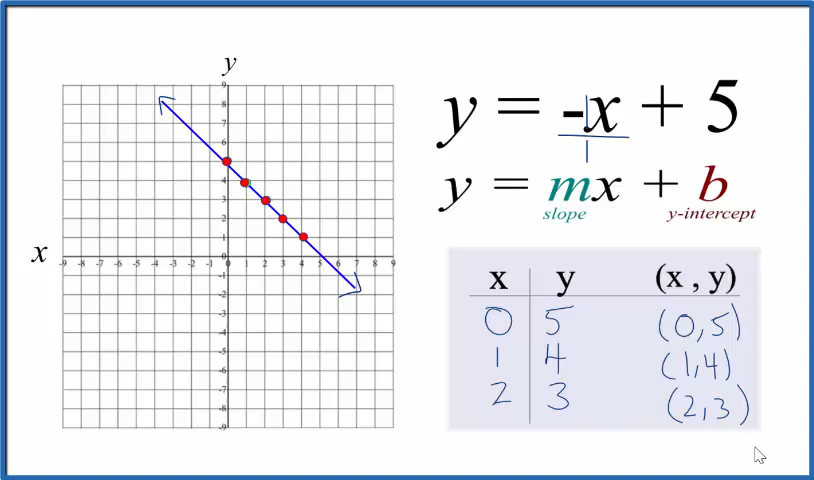 y
9
8
7
6
5
4
3
2
1
x
-9 -8 -7 -6 -5 -4 -3 -2 -1 0 1 2 3 4 5 6 7 8 9
-1
-2
-3
-4
-5
-6
-7
-8
-9
y = -1x + 5
1
y = mx + b
slope y-intercept
x y (x , y)
0 5 (0,5)
1 4 (1,4)
2 3 (2,3)